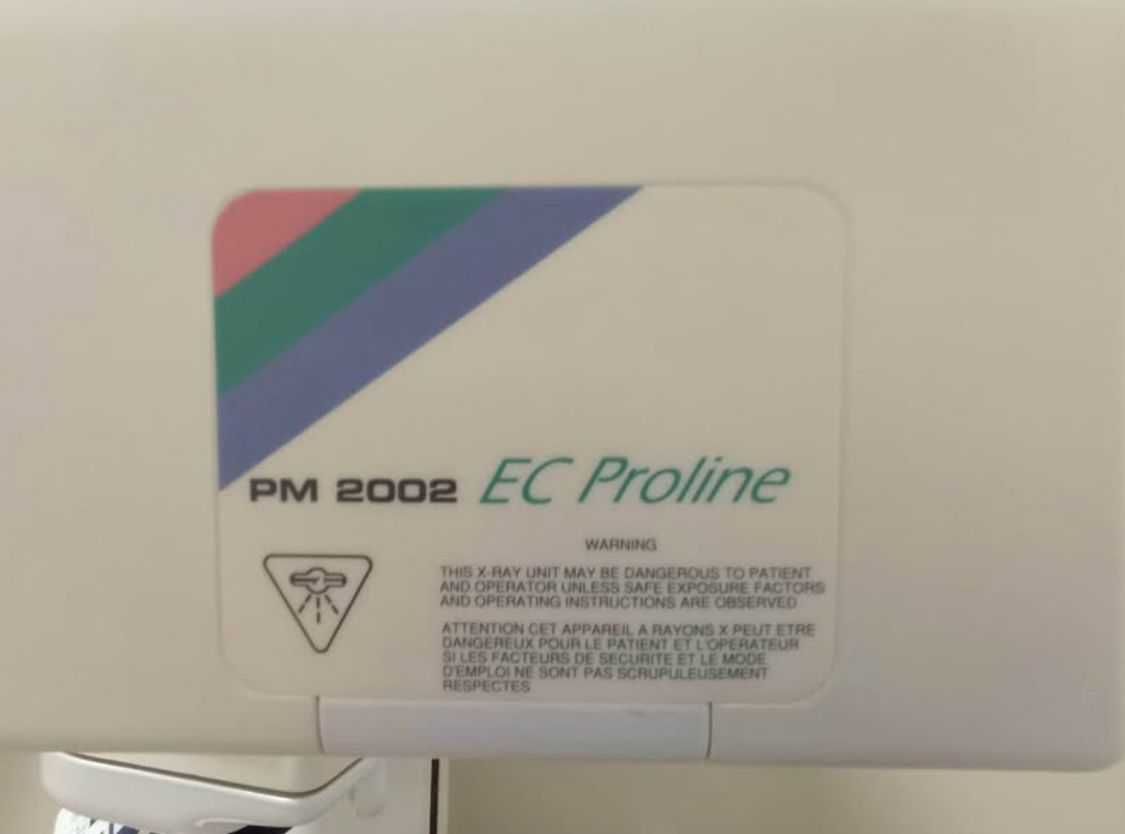 PM 2002 EC Proline
WARNING
THIS X-RAY UNIT MAY BE DANGEROUS TO PATIENT
AND OPERATOR UNLESS SAFE EXPOSURE FACTORS
AND OPERATING INSTRUCTIONS ARE OBSERVED
ATTENTION CET APPAREIL A RAYONS X PEUT ETRE
DANGEREUX POUR LE PATIENT ET L'OPERATEUR
SI LES FACTEURS DE SECURITE ET LE MODE
D'EMPLOI NE SONT PAS SCRUPULEUSEMENT
RESPECTES